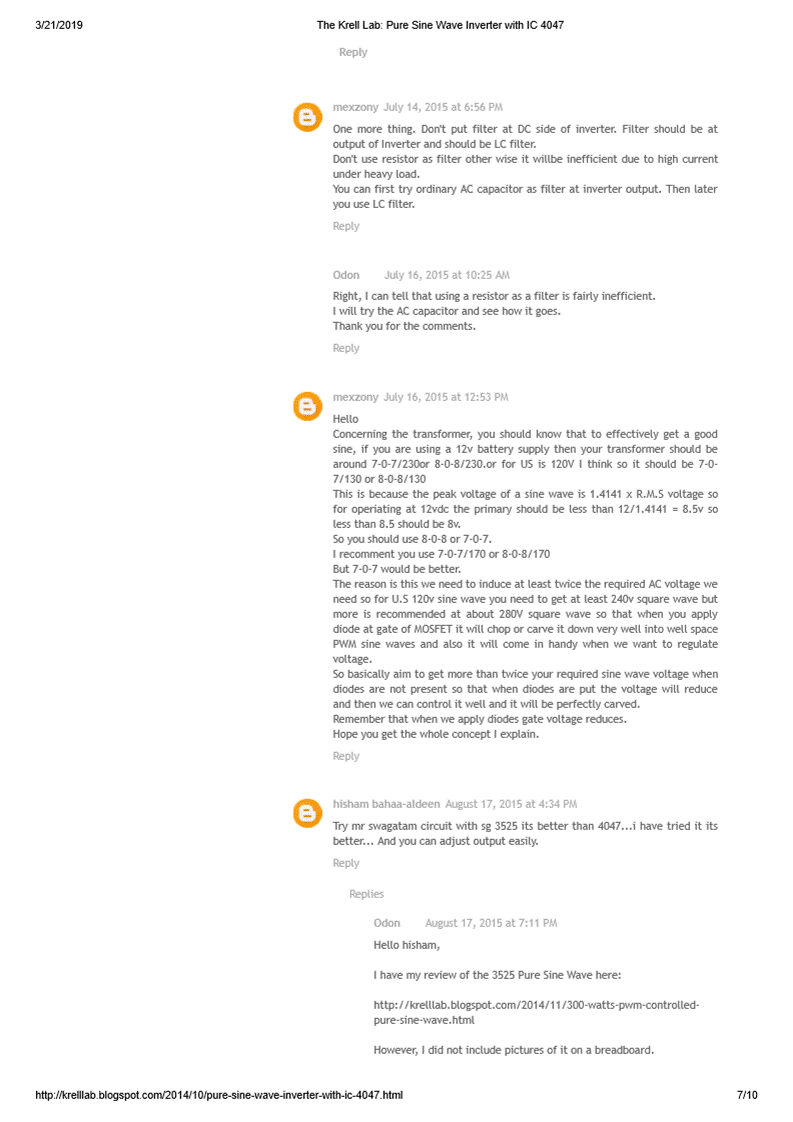 3/21/2019
The Krell Lab: Pure Sine Wave Inverter with IC 4047
Reply
mexzony July 14, 2015 at 6:56 PM
One more thing. Don't put filter at DC side of inverter. Filter should be at
output of Inverter and should be LC filter.
Don't use resistor as filter other wise it willbe inefficient due to high current
under heavy load.
You can first try ordinary AC capacitor as filter at inverter output. Then later
you use LC filter.
Reply
Odon July 16, 2015 at 10:25 AM
Right, I can tell that using a resistor as a filter is fairly inefficient.
I will try the AC capacitor and see how it goes.
Thank you for the comments.
Reply
mexzony July 16, 2015 at 12:53 PM
Hello
Concerning the transformer, you should know that to effectively get a good
sine, if you are using a 12v battery supply then your transformer should be
around 7-0-7/230or 8-0-8/230.or for US is 120V I think so it should be 7-0-
7/130 or 8-0-8/130
This is because the peak voltage of a sine wave is 1.4141 x R.M.S voltage so
for operiating at 12vdc the primary should be less than 12/1.4141 = 8.5v so
less than 8.5 should be 8v.
So you should use 8-0-8 or 7-0-7.
I recomment you use 7-0-7/170 or 8-0-8/170
But 7-0-7 would be better.
The reason is this we need to induce at least twice the required AC voltage we
need so for U.S 120v sine wave you need to get at least 240v square wave but
more is recommended at about 280V square wave so that when you apply
diode at gate of MOSFET it will chop or carve it down very well into well space
PWM sine waves and also it will come in handy when we want to regulate
voltage.
So basically aim to get more than twice your required sine wave voltage when
diodes are not present so that when diodes are put the voltage will reduce
and then we can control it well and it will be perfectly carved.
Remember that when we apply diodes gate voltage reduces.
Hope you get the whole concept I explain.
Reply
hisham bahaa-aldeen August 17, 2015 at 4:34 PM
Try mr swagatam circuit with sg 3525 its better than 4047...i have tried it its
better... And you can adjust output easily.
Reply
Replies
Odon August 17, 2015 at 7:11 PM
Hello hisham,
I have my review of the 3525 Pure Sine Wave here:
http://krelllab.blogspot.com/2014/11/300-watts-pwm-controlled-
pure-sine-wave.html
However, I did not include pictures of it on a breadboard.
http://krelllab.blogspot.com/2014/10/pure-sine-wave-inverter-with-ic-4047.html
7/10